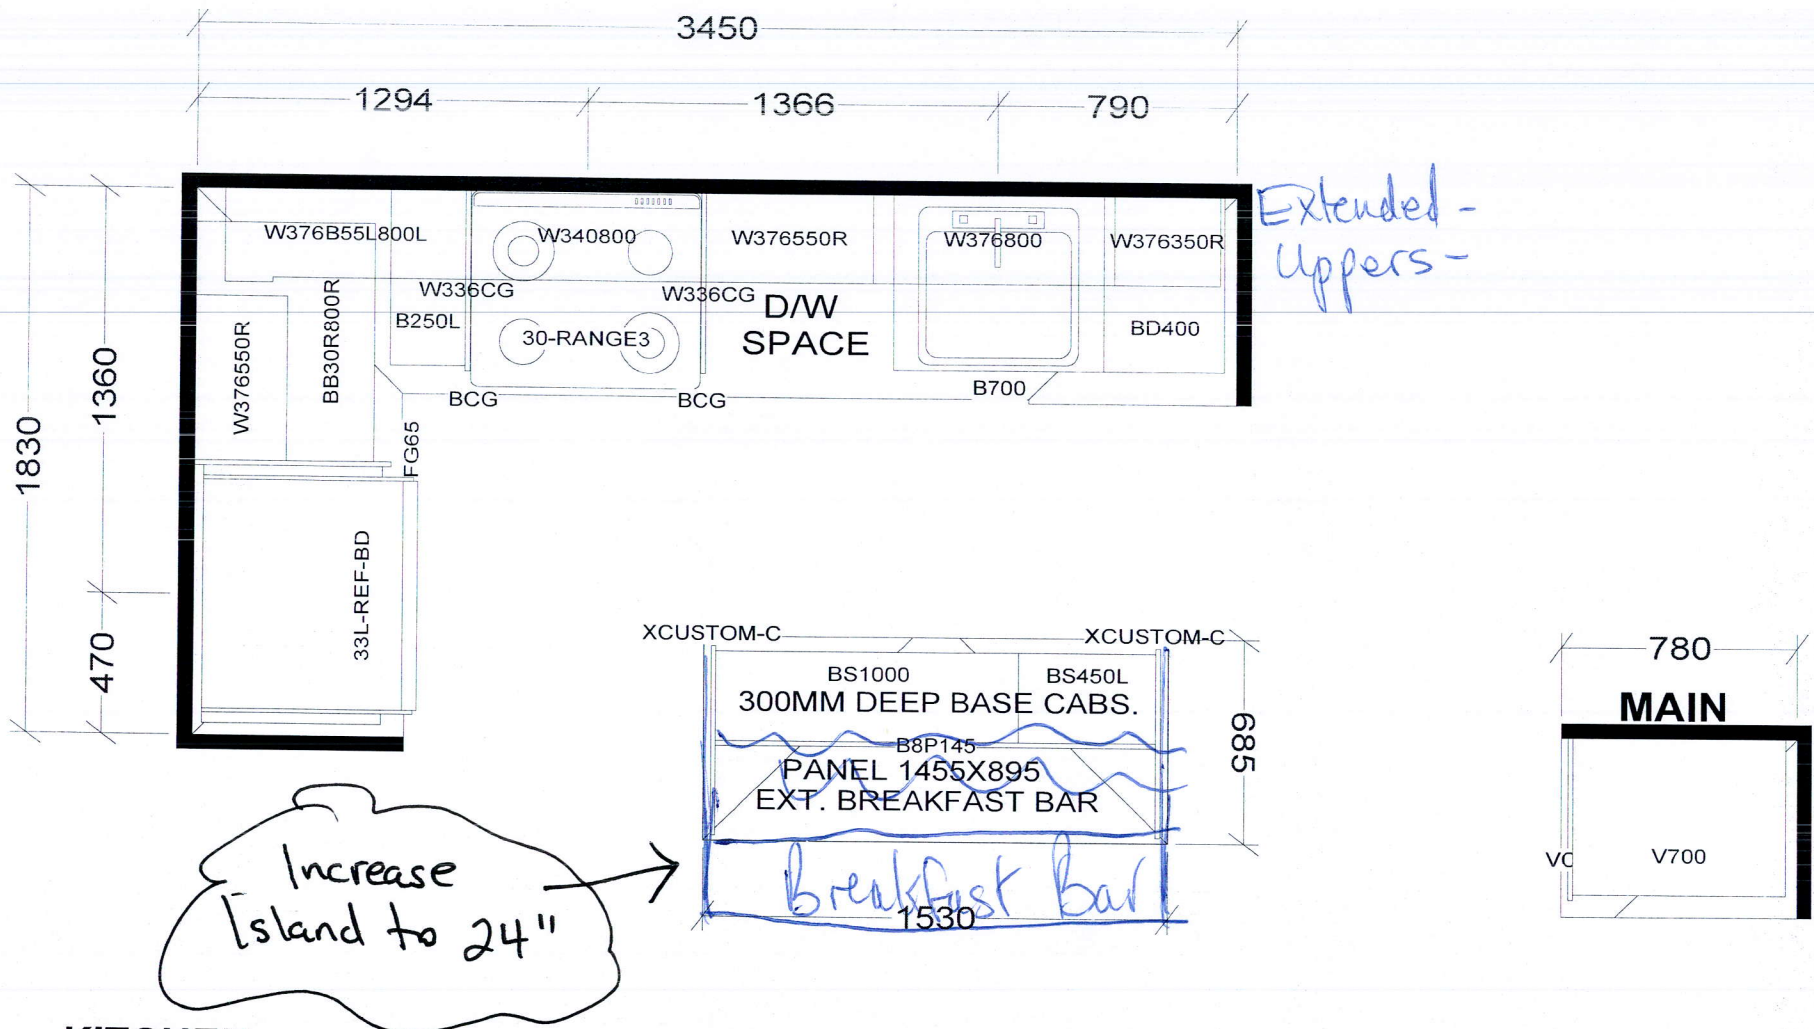 3450
1294
1366
790
Extended -
Uppers -
W376B55L800L
W340800
W376550R
W376800
W376350R
W336CG
W336CG
D/W
SPACE
B250L
30-RANGE3
BD400
W376550R
BB30R800R
BCG
BCG
B700
FG65
1830
1360
470
33L-REF-BD
XCUSTOM-C
XCUSTOM-C
BS1000
BS450L
300MM DEEP BASE CABS.
B8P145
PANEL 1455X895
EXT. BREAKFAST BAR
685
Breakfast Bar
1530
Increase
Island to 24"
780
MAIN
V700